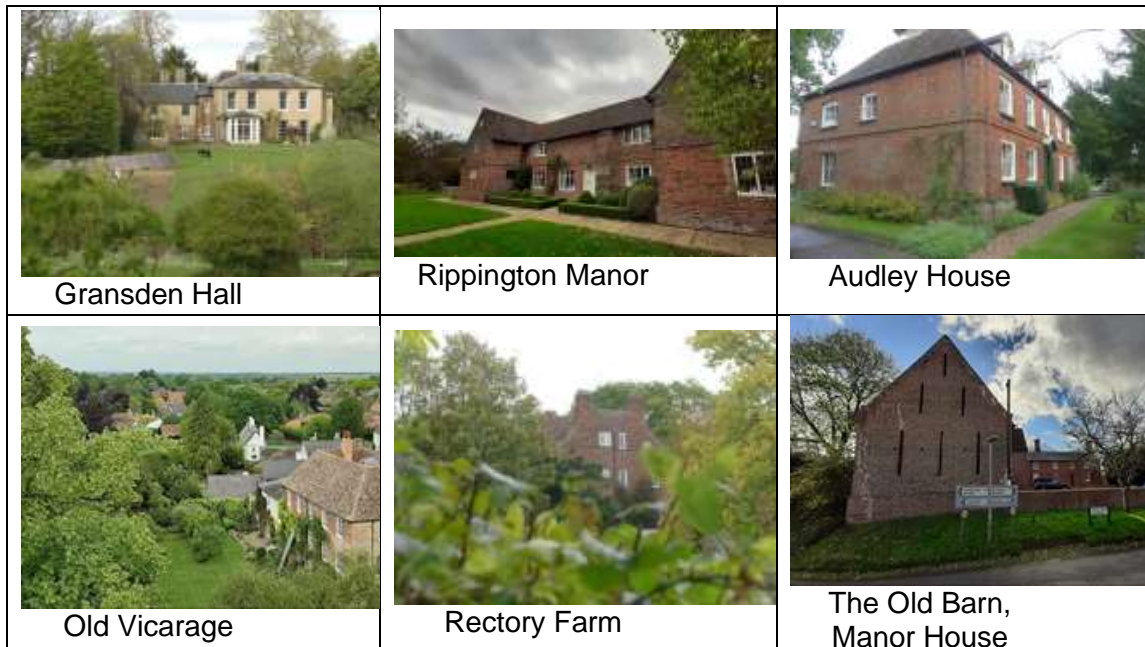 Gransden Hall
Rippington Manor
Audley House
Old Vicarage
Rectory Farm
The Old Barn,
Manor House